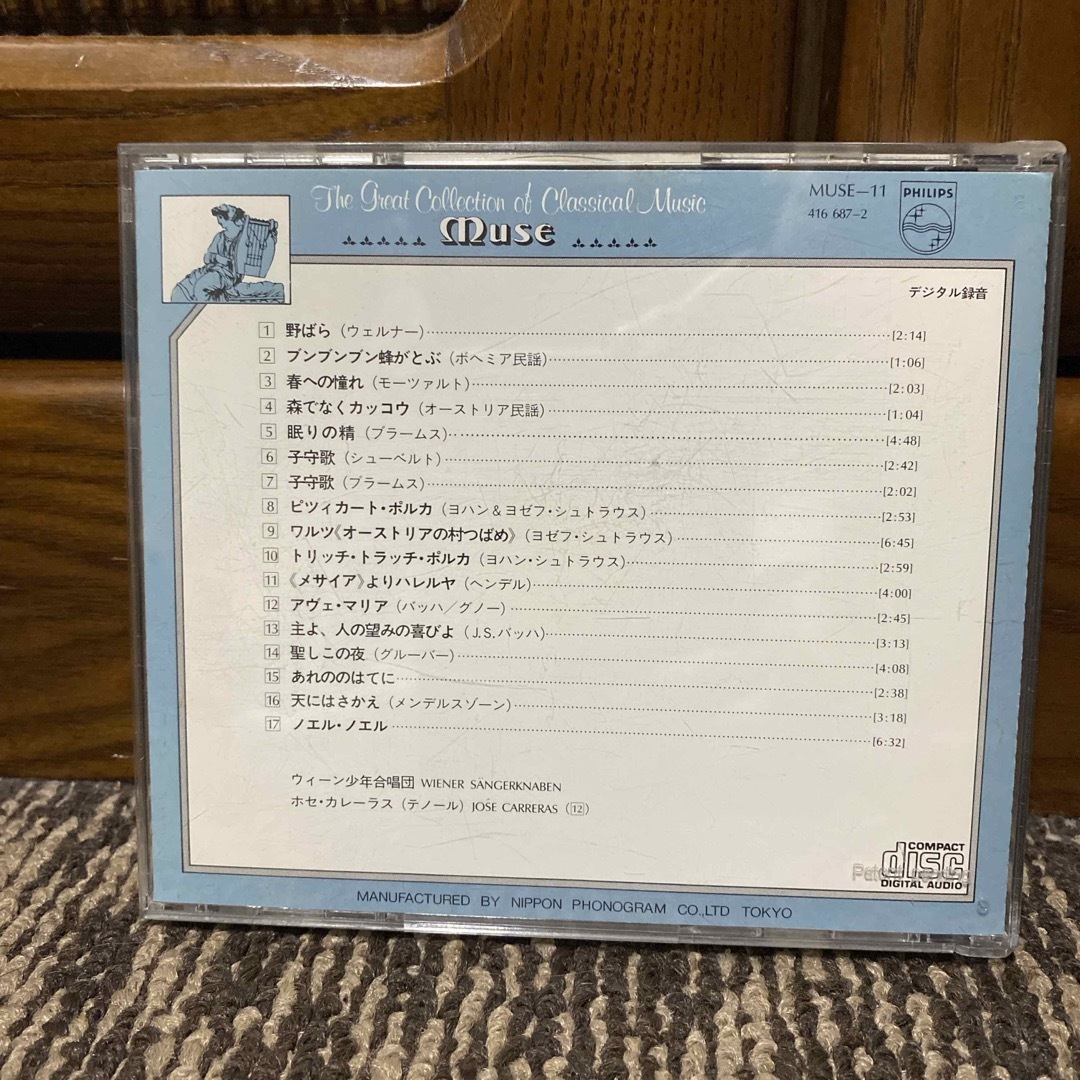 The Great Collection of Classical Music
Muse
MUSE-11
416 687-2
PHILIPS
デジタル録音
1 野ばら（ウェルナー） [2:14]
2 ブンブンブン蜂がとぶ（ボヘミア民謡） [1:06]
3 春への憧れ（モーツァルト） [2:03]
4 森でなくカッコウ（オーストリア民謡） [1:04]
5 眠りの精（ブラームス） [4:48]
6 子守歌（シューベルト） [2:42]
7 子守歌（ブラームス） [2:02]
8 ピツィカート・ポルカ（ヨハン＆ヨゼフ・シュトラウス） [2:53]
9 ワルツ《オーストリアの村つばめ》（ヨゼフ・シュトラウス） [6:45]
10 トリッチ・トラッチ・ポルカ（ヨハン・シュトラウス） [2:59]
11 《メサイア》よりハレルヤ（ヘンデル） [4:00]
12 アヴェ・マリア（バッハ／グノー） [2:45]
13 主よ、人の望みの喜びよ（J.S.バッハ） [3:13]
14 聖しこの夜（グルーバー） [4:08]
15 あれののはてに [2:38]
16 天にはさかえ（メンデルスゾーン） [3:18]
17 ノエル・ノエル [6:32]
ウィーン少年合唱団 WIENER SÄNGERKNABEN
ホセ・カレーラス（テノール）JOSE CARRERAS（12）
COMPACT
disc
DIGITAL AUDIO
MANUFACTURED BY NIPPON PHONOGRAM CO.,LTD TOKYO